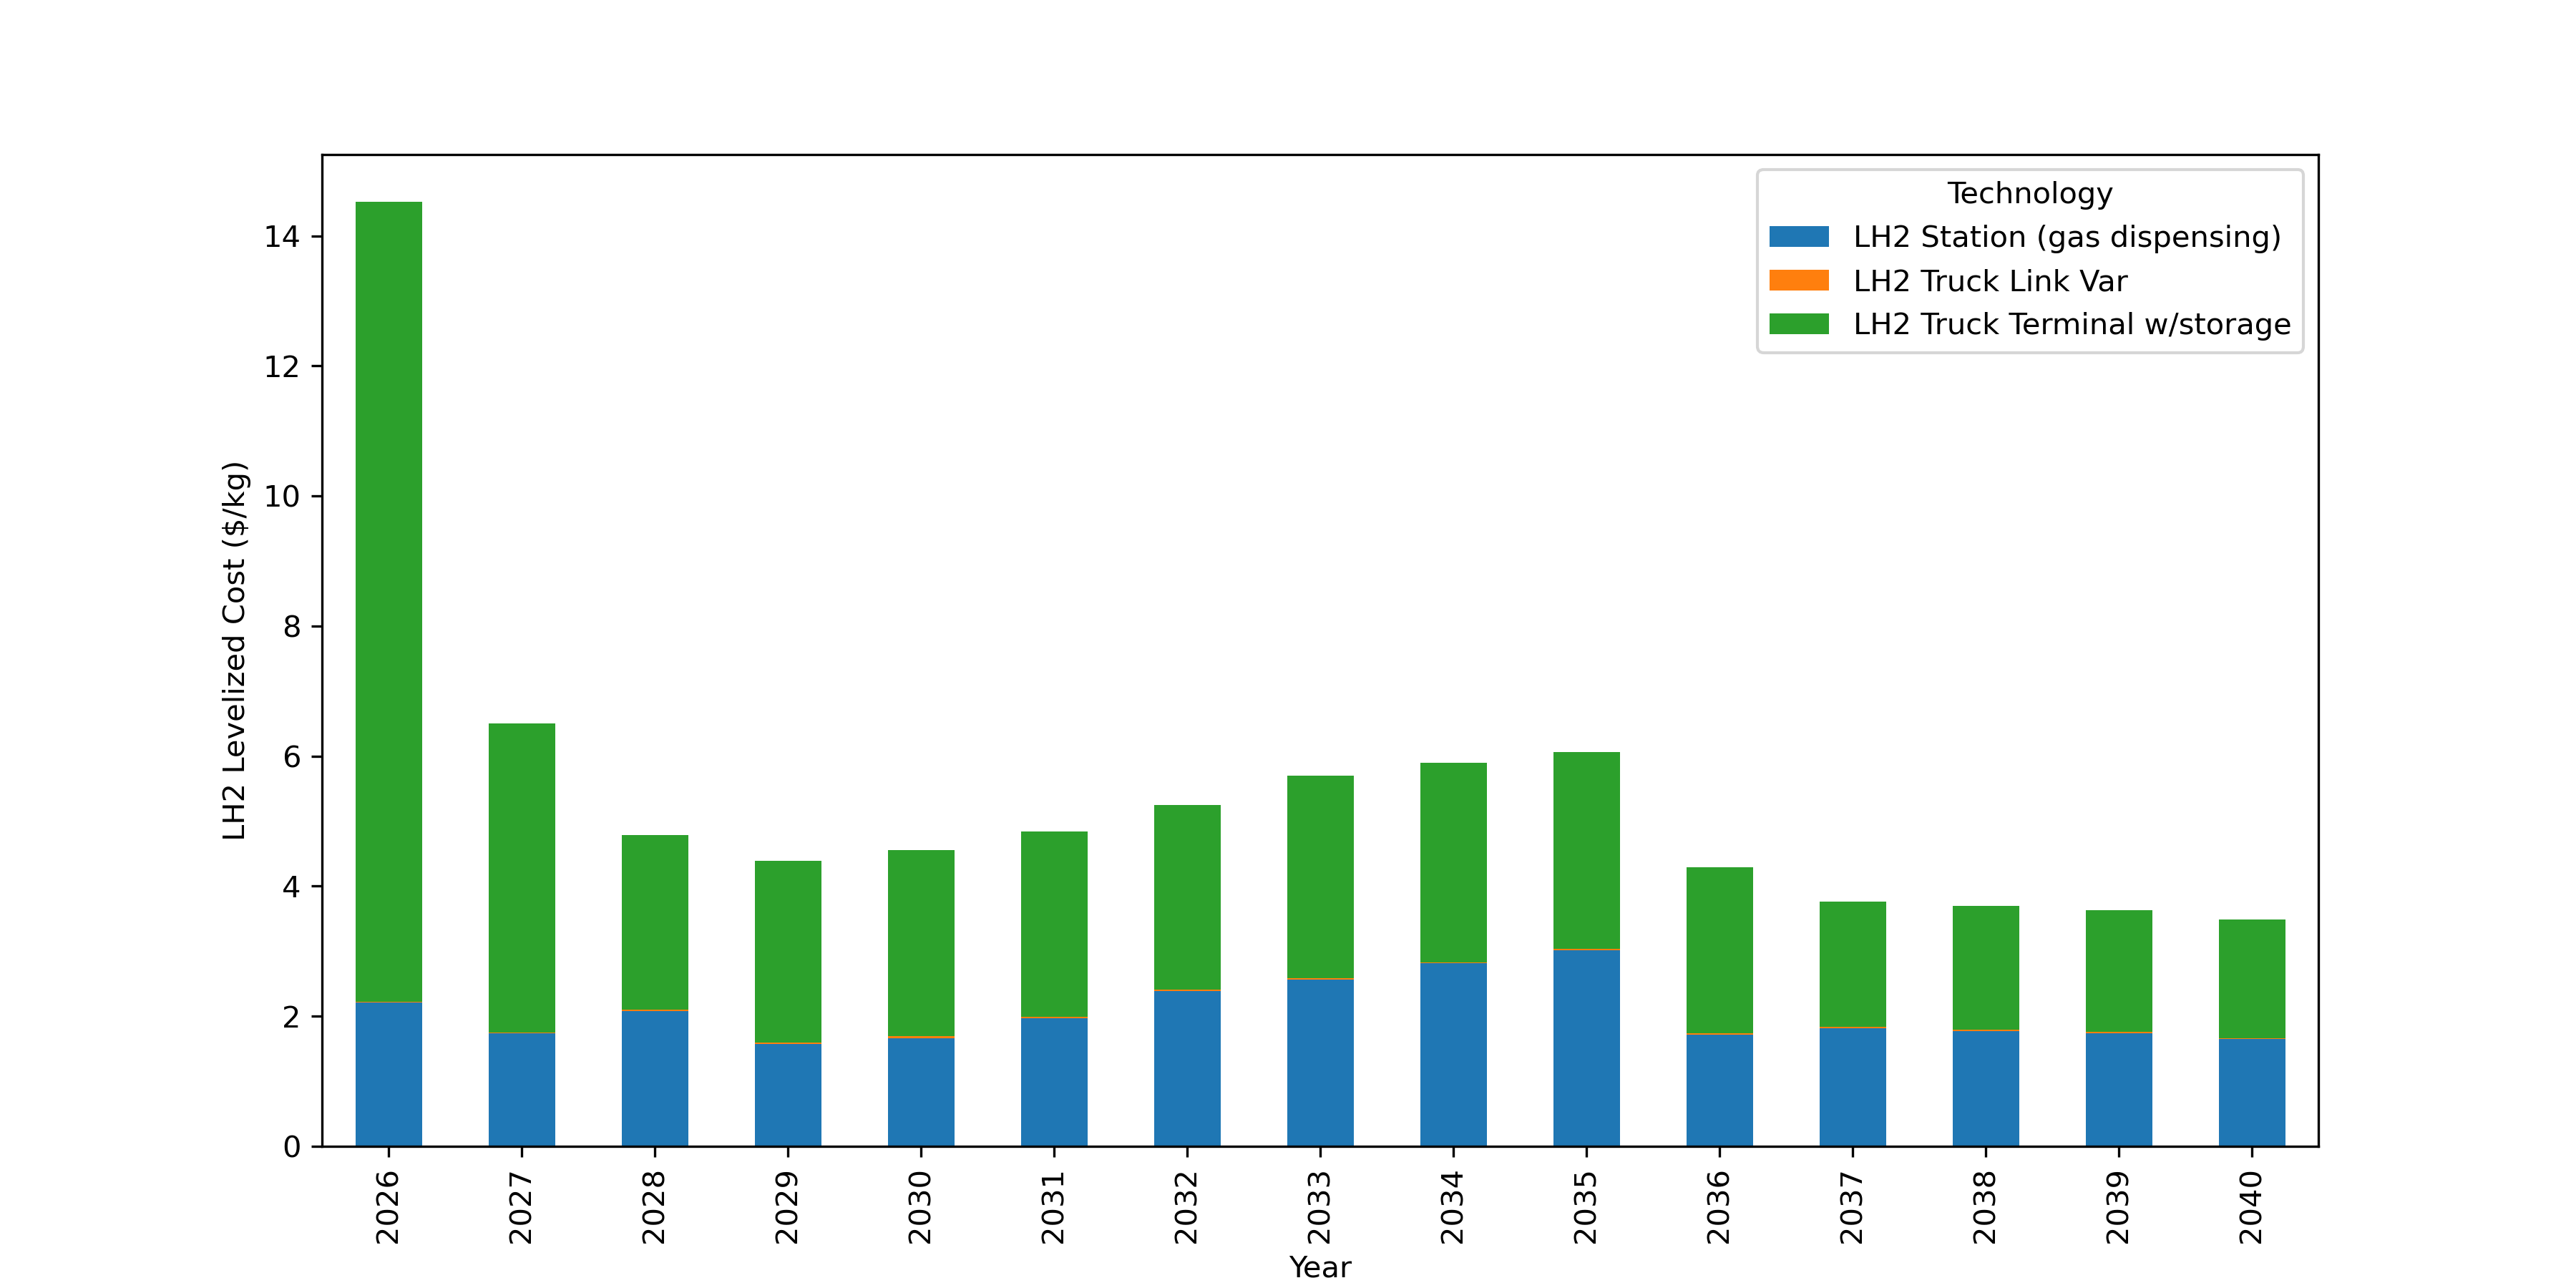 Technology
LH2 Station (gas dispensing)
LH2 Truck Link Var
LH2 Truck Terminal w/storage
LH2 Levelized Cost ($/kg)
14
12
10
8
6
4
2
0
2026 2027 2028 2029 2030 2031 2032 2033 2034 2035 2036 2037 2038 2039 2040
Year